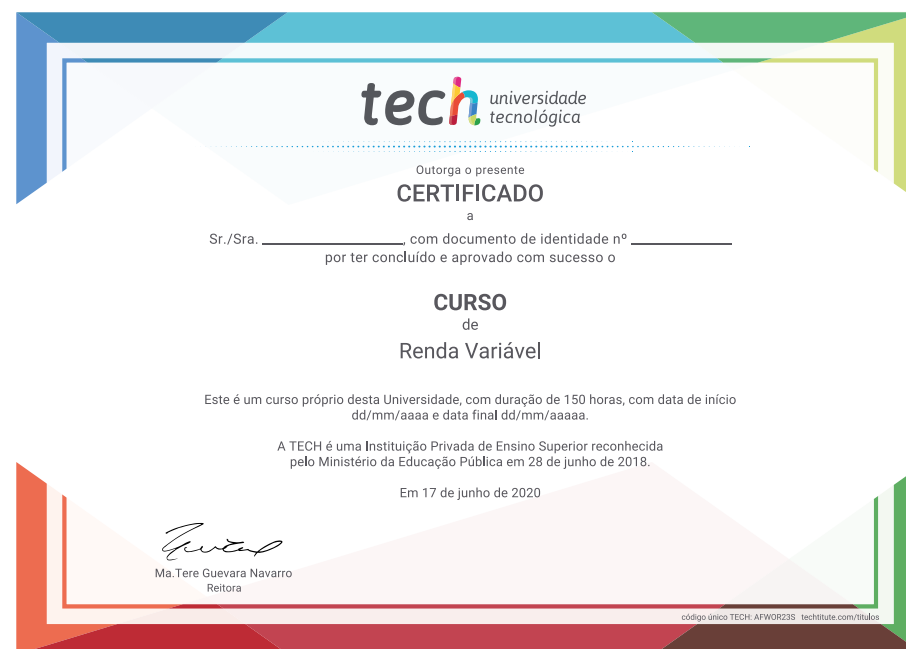 tech universidade
tecnológica
Outorga o presente
CERTIFICADO
a
Sr./Sra. ____________________, com documento de identidade nº ______________
por ter concluído e aprovado com sucesso o
CURSO
de
Renda Variável
Este é um curso próprio desta Universidade, com duração de 150 horas, com data de início
dd/mm/aaaa e data final dd/mm/aaaaa.
A TECH é uma Instituição Privada de Ensino Superior reconhecida
pelo Ministério da Educação Pública em 28 de junho de 2018.
Em 17 de junho de 2020
Ma.Tere Guevara Navarro
Reitora
código único TECH: AFWOR23S techtitute.com/titulos